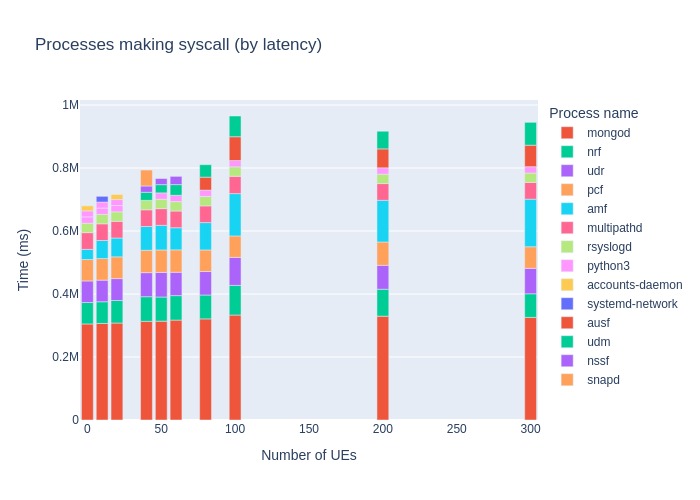 Processes making syscall (by latency)
Process name
mongod
nrf
udr
pcf
amf
multipathd
rsyslogd
python3
accounts-daemon
systemd-network
ausf
udm
nssf
snapd
Time (ms)
1M
0.8M
0.6M
0.4M
0.2M
0
0 50 100 150 200 250 300
Number of UEs